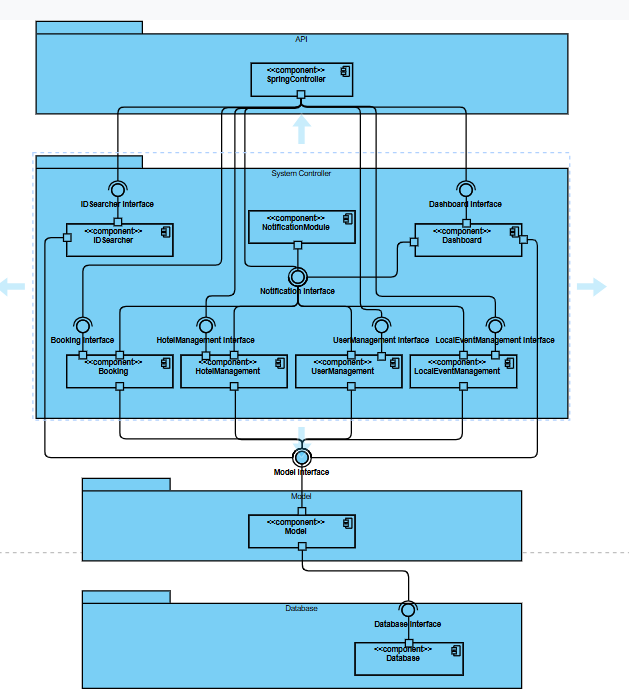 API
<<component>>
SpringController
System Controller
IDSearcher Interface
Dashboard Interface
<<component>>
IDSearcher
<<component>>
NotificationModule
<<component>>
Dashboard
Notification Interface
Booking Interface
HotelManagement Interface
UserManagement Interface
LocalEventManagement Interface
<<component>>
Booking
<<component>>
HotelManagement
<<component>>
UserManagement
<<component>>
LocalEventManagement
Model Interface
Model
<<component>>
Model
Database
Database Interface
<<component>>
Database